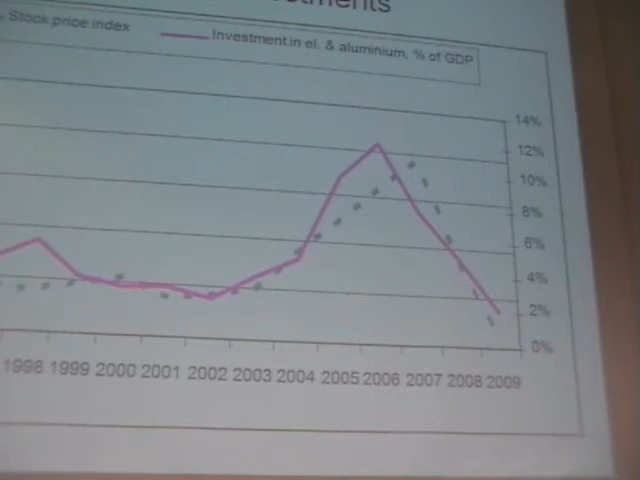 Stock price index
Investment in el. & aluminium, % of GDP
14%
12%
10%
8%
6%
4%
2%
0%
1998 1999 2000 2001 2002 2003 2004 2005 2006 2007 2008 2009